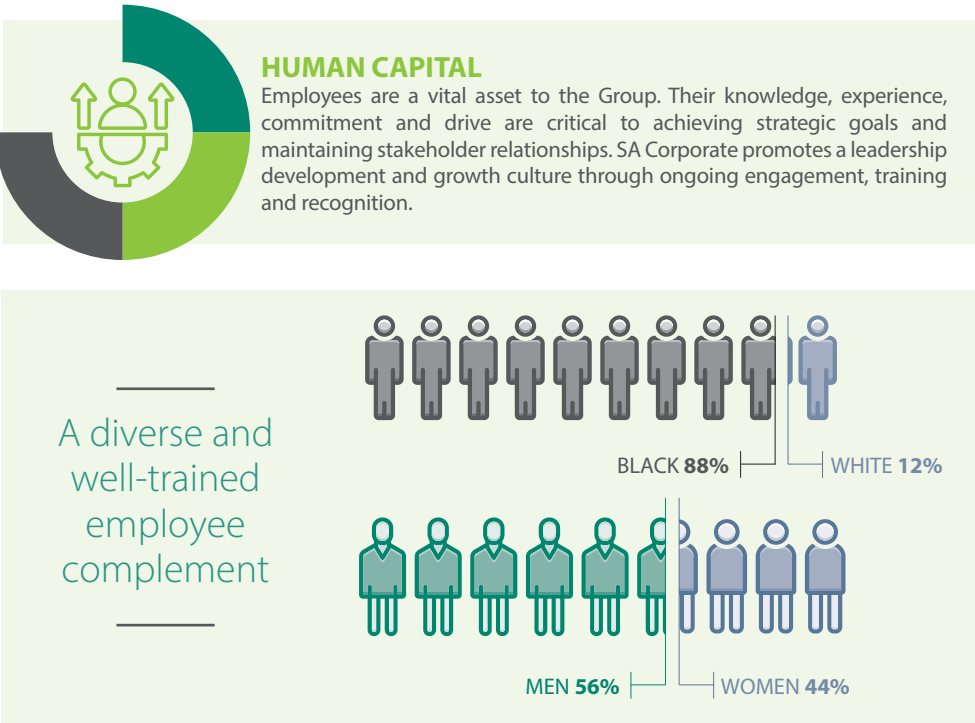 HUMAN CAPITAL
Employees are a vital asset to the Group. Their knowledge, experience,
commitment and drive are critical to achieving strategic goals and
maintaining stakeholder relationships. SA Corporate promotes a leadership
development and growth culture through ongoing engagement, training
and recognition.
A diverse and
well-trained
employee
complement
BLACK 88%
WHITE 12%
MEN 56%
WOMEN 44%